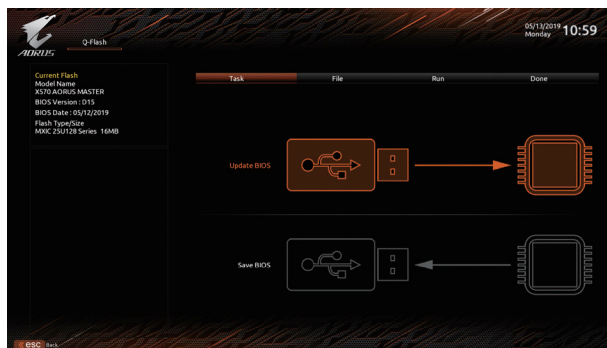 05/13/2019
Monday
10:59
AORUS
Q-Flash
Current Flash
Model Name
X570 AORUS MASTER
BIOS Version : D15
BIOS Date : 05/12/2019
Flash Type/Size
MXIC 25U128 Series 16MB
Task File Run Done
Update BIOS
Save BIOS
esc Back